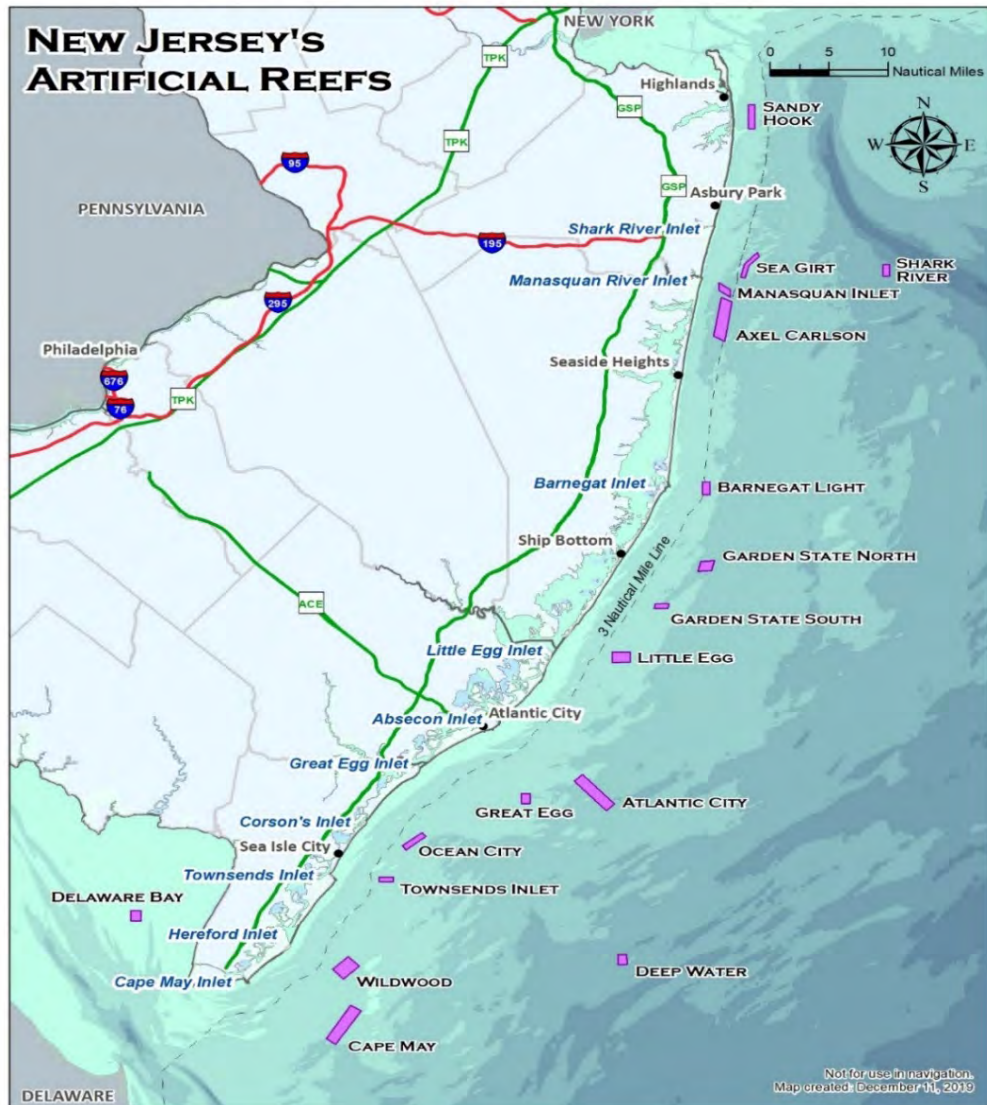 NEW JERSEY'S
ARTIFICIAL REEFS
NEW YORK
0 5 10
Nautical Miles
TPK
Highlands
GSP
SANDY
HOOK
N
W E
S
TPK
95
GSP
Asbury Park
PENNSYLVANIA
Shark River Inlet
195
SEA GIRT
SHARK
RIVER
Manasquan River Inlet
MANASQUAN INLET
295
AXEL CARLSON
Philadelphia
Seaside Heights
676
TPK
76
Barnegat Inlet
BARNEGAT LIGHT
Ship Bottom
GARDEN STATE NORTH
3 Nautical Mile Line
ACE
GARDEN STATE SOUTH
Little Egg Inlet
LITTLE EGG
Absecon Inlet
Atlantic City
Great Egg Inlet
ATLANTIC CITY
GREAT EGG
Corson's Inlet
Sea Isle City
OCEAN CITY
Townsends Inlet
TOWNSENDS INLET
DELAWARE BAY
Hereford Inlet
Cape May Inlet
WILDWOOD
DEEP WATER
CAPE MAY
Not for use in navigation.
Map created: December 11, 2019
DELAWARE